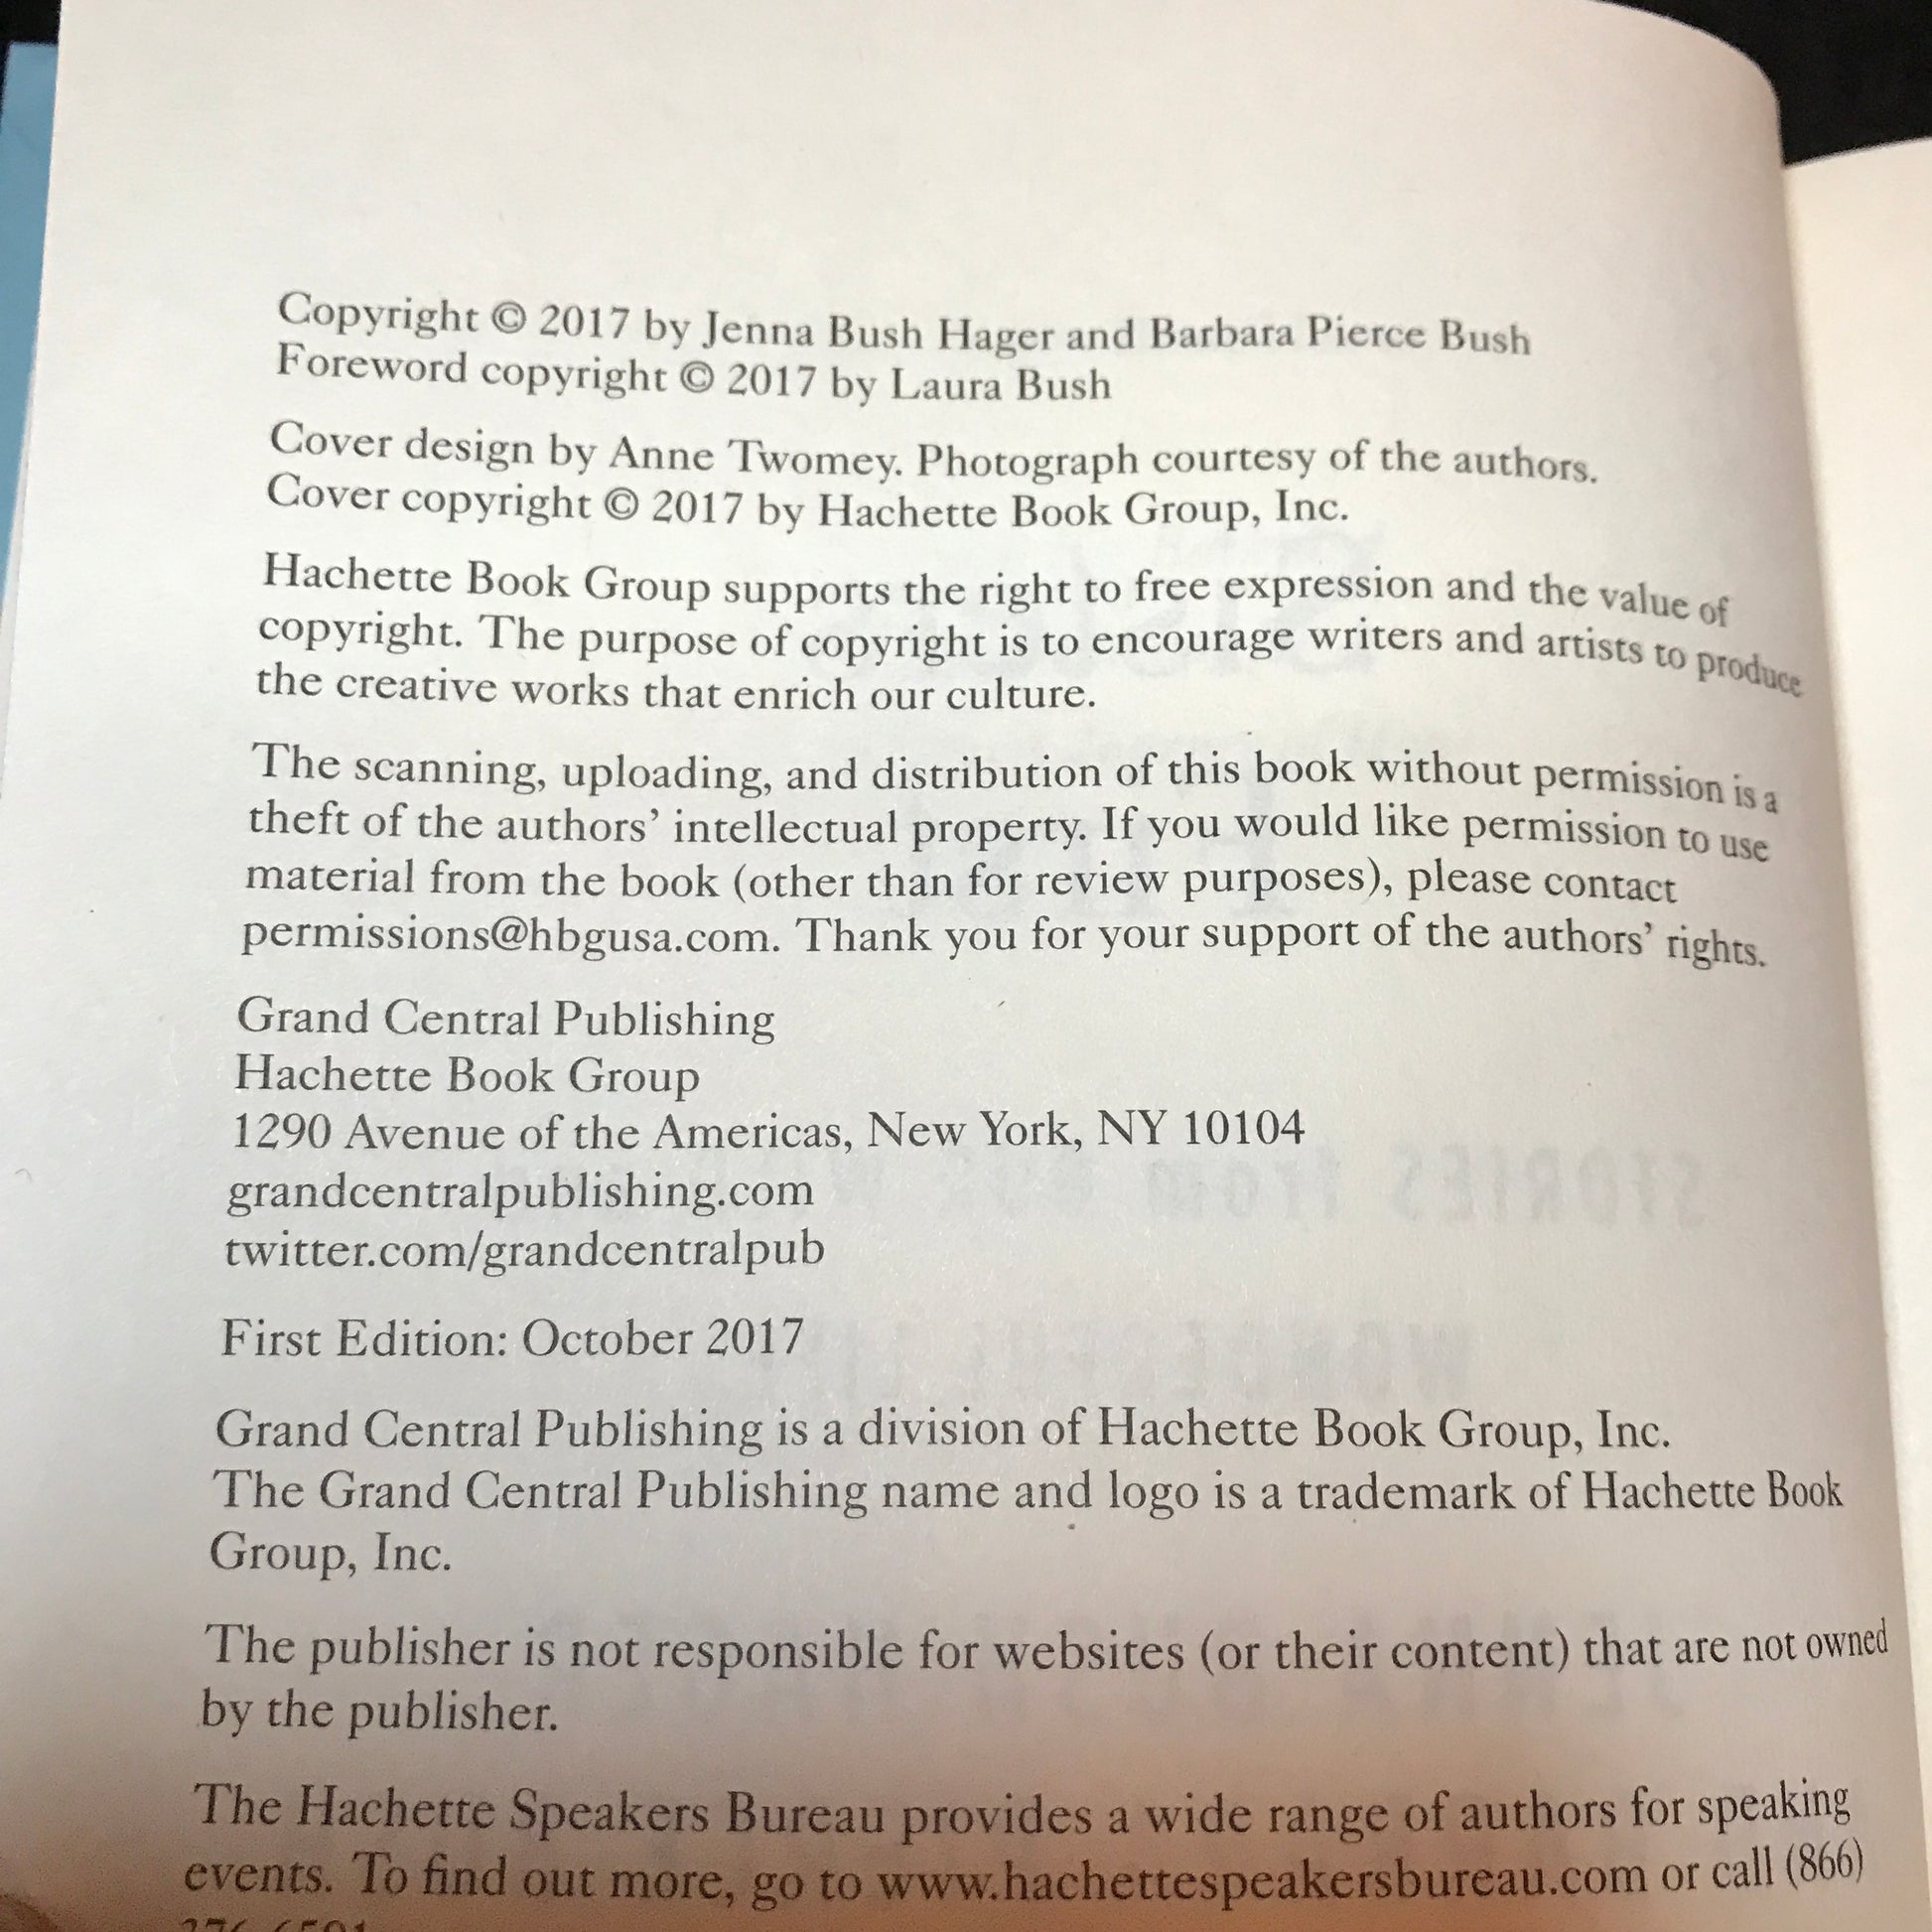 Copyright © 2017 by Jenna Bush Hager and Barbara Pierce Bush
Foreword copyright © 2017 by Laura Bush
Cover design by Anne Twomey. Photograph courtesy of the authors.
Cover copyright © 2017 by Hachette Book Group, Inc.
Hachette Book Group supports the right to free expression and the value of
copyright. The purpose of copyright is to encourage writers and artists to produce
the creative works that enrich our culture.
The scanning, uploading, and distribution of this book without permission is a
theft of the authors’ intellectual property. If you would like permission to use
material from the book (other than for review purposes), please contact
permissions@hbgusa.com. Thank you for your support of the authors’ rights.
Grand Central Publishing
Hachette Book Group
1290 Avenue of the Americas, New York, NY 10104
grandcentralpublishing.com
twitter.com/grandcentralpub
First Edition: October 2017
Grand Central Publishing is a division of Hachette Book Group, Inc.
The Grand Central Publishing name and logo is a trademark of Hachette Book
Group, Inc.
The publisher is not responsible for websites (or their content) that are not owned
by the publisher.
The Hachette Speakers Bureau provides a wide range of authors for speaking
events. To find out more, go to www.hachettespeakersbureau.com or call (866)